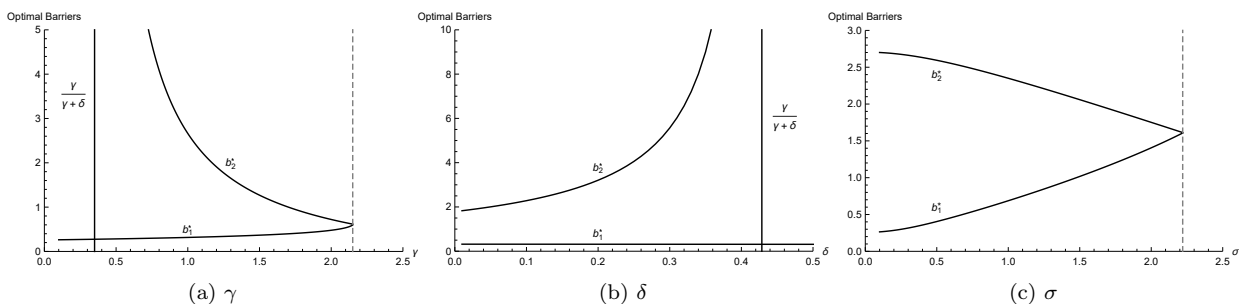 Optimal Barriers
5
4
3
2
1
0
γ
γ + δ
b*2
b*1
0.0 0.5 1.0 1.5 2.0 2.5 γ
(a) γ
Optimal Barriers
10
8
6
4
2
0
γ
γ + δ
b*2
b*1
0.0 0.1 0.2 0.3 0.4 0.5 δ
(b) δ
Optimal Barriers
3.0
2.5
2.0
1.5
1.0
0.5
0.0
b*2
b*1
0.0 0.5 1.0 1.5 2.0 2.5 σ
(c) σ